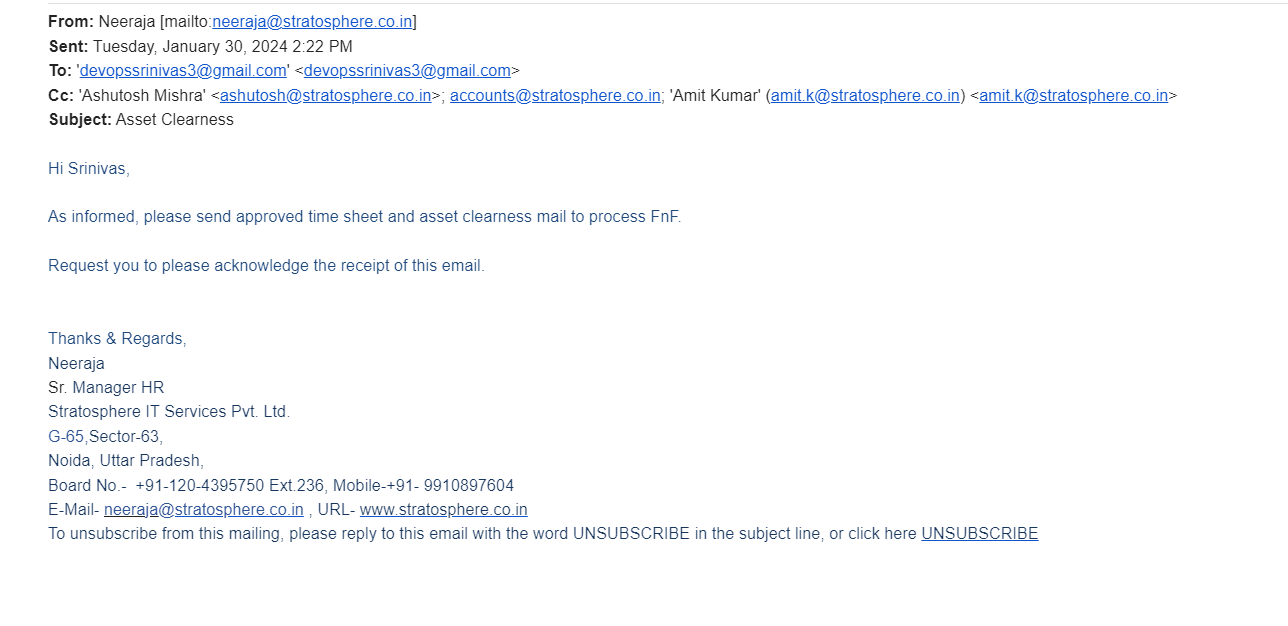 From: Neeraja [mailto:neeraja@stratosphere.co.in]
Sent: Tuesday, January 30, 2024 2:22 PM
To: 'devopssrinivas3@gmail.com' <devopssrinivas3@gmail.com>
Cc: 'Ashutosh Mishra' <ashutosh@stratosphere.co.in>; accounts@stratosphere.co.in; 'Amit Kumar' (amit.k@stratosphere.co.in) <amit.k@stratosphere.co.in>
Subject: Asset Clearness
Hi Srinivas,
As informed, please send approved time sheet and asset clearness mail to process FnF.
Request you to please acknowledge the receipt of this email.
Thanks & Regards,
Neeraja
Sr. Manager HR
Stratosphere IT Services Pvt. Ltd.
G-65,Sector-63,
Noida, Uttar Pradesh,
Board No.-  +91-120-4395750 Ext.236, Mobile-+91- 9910897604
E-Mail- neeraja@stratosphere.co.in , URL- www.stratosphere.co.in
To unsubscribe from this mailing, please reply to this email with the word UNSUBSCRIBE in the subject line, or click here UNSUBSCRIBE